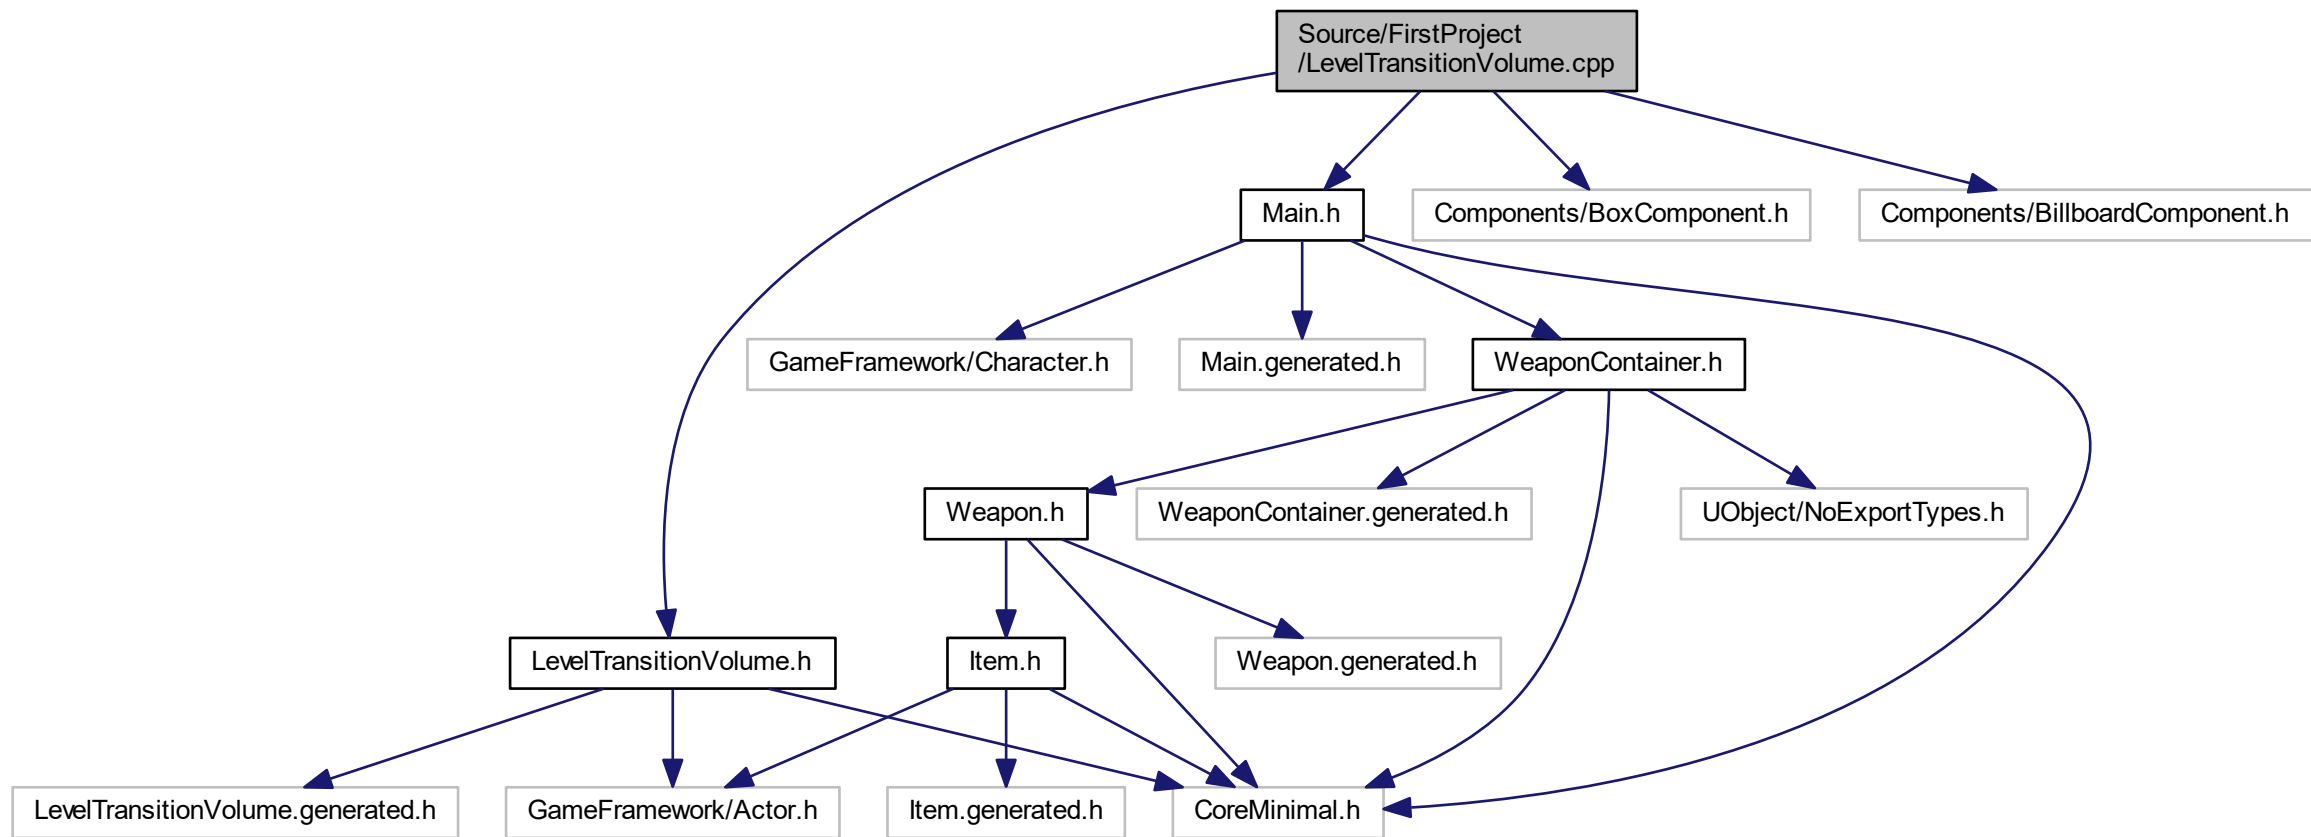 Source/FirstProject
/LevelTransitionVolume.cpp
Main.h
Components/BoxComponent.h
Components/BillboardComponent.h
GameFramework/Character.h
Main.generated.h
WeaponContainer.h
Weapon.h
WeaponContainer.generated.h
UObject/NoExportTypes.h
LevelTransitionVolume.h
Item.h
Weapon.generated.h
LevelTransitionVolume.generated.h
GameFramework/Actor.h
Item.generated.h
CoreMinimal.h